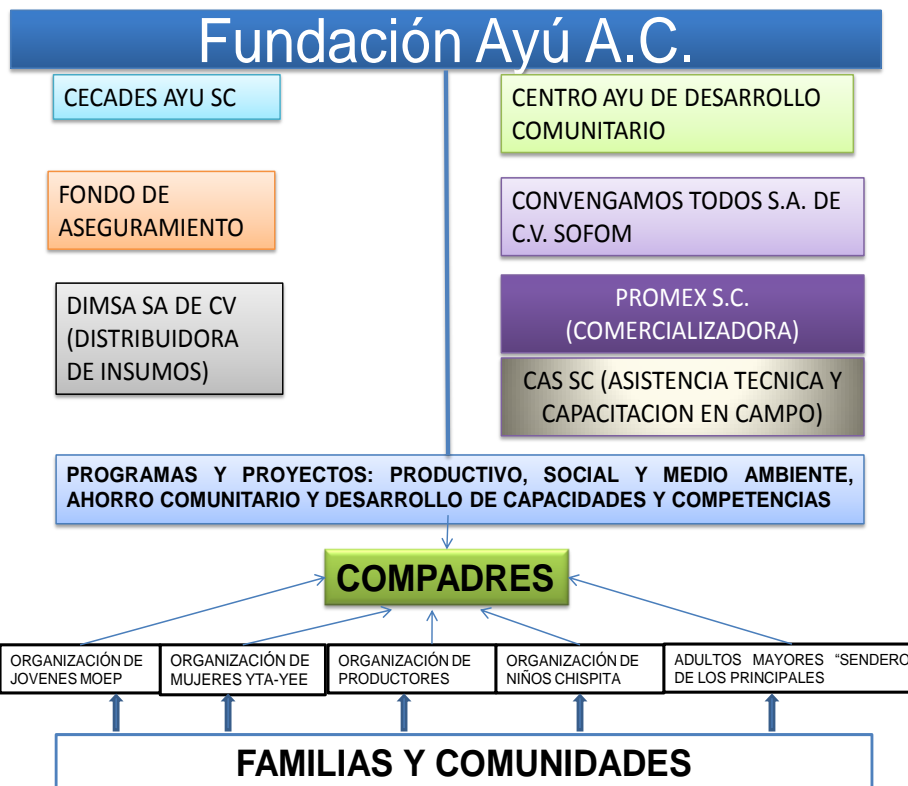 Fundación Ayú A.C.
CECADES AYU SC
CENTRO AYU DE DESARROLLO
COMUNITARIO
FONDO DE
ASEGURAMIENTO
CONVENGAMOS TODOS S.A. DE
C.V. SOFOM
DIMSA SA DE CV
(DISTRIBUIDORA
DE INSUMOS)
PROMEX S.C.
(COMERCIALIZADORA)
CAS SC (ASISTENCIA TECNICA Y
CAPACITACION EN CAMPO)
PROGRAMAS Y PROYECTOS: PRODUCTIVO, SOCIAL Y MEDIO AMBIENTE,
AHORRO COMUNITARIO Y DESARROLLO DE CAPACIDADES Y COMPETENCIAS
COMPADRES
ORGANIZACIÓN DE
JOVENES MOEP
ORGANIZACIÓN DE
MUJERES YTA-YEE
ORGANIZACIÓN DE
PRODUCTORES
ORGANIZACIÓN DE
NIÑOS CHISPITA
ADULTOS MAYORES “SENDERO
DE LOS PRINCIPALES
FAMILIAS Y COMUNIDADES